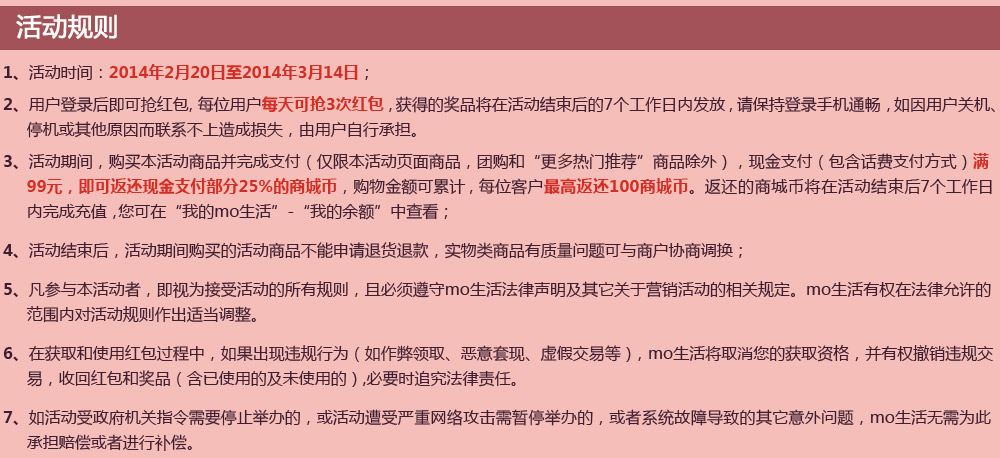 活动规则
1、活动时间：2014年2月20日至2014年3月14日；
2、用户登录后即可抢红包, 每位用户每天可抢3次红包 , 获得的奖品将在活动结束后的7个工作日内发放 , 请保持登录手机通畅 , 如因用户关机、
停机或其他原因而联系不上造成损失，由用户自行承担。
3、活动期间，购买本活动商品并完成支付（仅限本活动页面商品，团购和“更多热门推荐”商品除外），现金支付（包含话费支付方式）满
99元，即可返还现金支付部分25%的商城币，购物金额可累计，每位客户最高返还100商城币。返还的商城币将在活动结束后7个工作日
内完成充值 , 您可在“我的mo生活” - “我的余额”中查看；
4、活动结束后，活动期间购买的活动商品不能申请退货退款，实物类商品有质量问题可与商户协商调换；
5、凡参与本活动者，即视为接受活动的所有规则，且必须遵守mo生活法律声明及其它关于营销活动的相关规定。mo生活有权在法律允许的
范围内对活动规则作出适当调整。
6、在获取和使用红包过程中，如果出现违规行为（如作弊领取、恶意套现、虚假交易等），mo生活将取消您的获取资格，并有权撤销违规交
易，收回红包和奖品（含已使用的及未使用的）,必要时追究法律责任。
7、如活动受政府机关指令需要停止举办的，或活动遭受严重网络攻击需暂停举办的，或者系统故障导致的其它意外问题，mo生活无需为此
承担赔偿或者进行补偿。